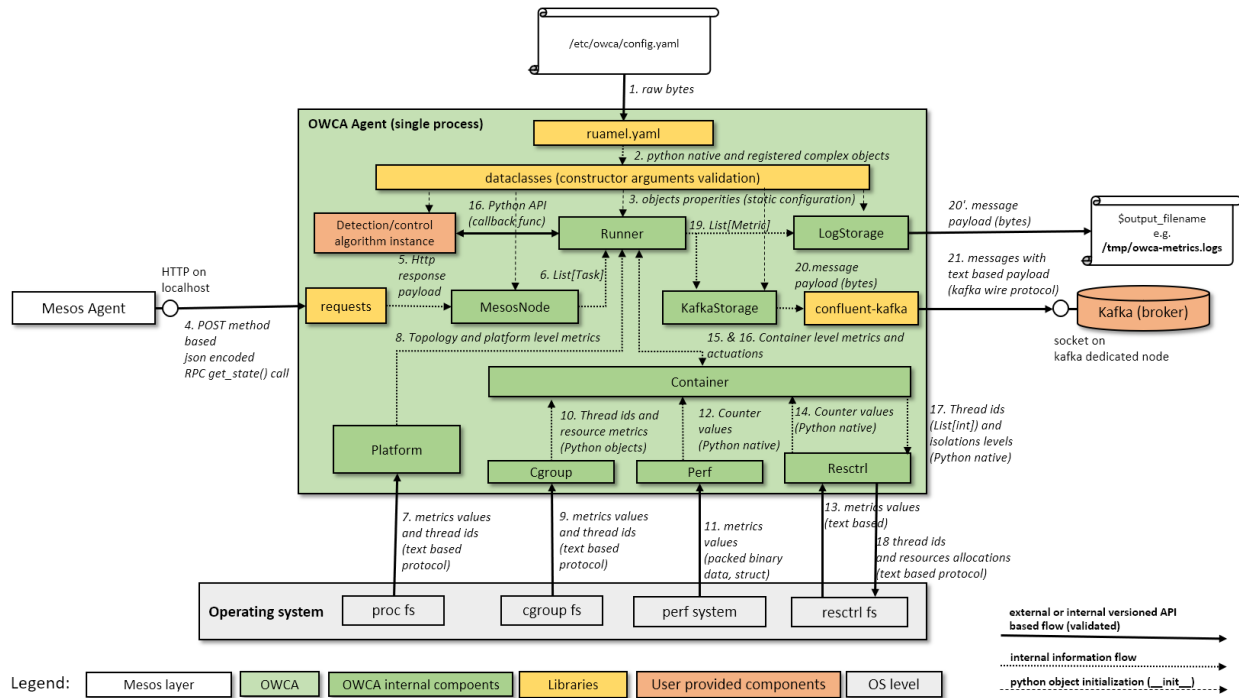 /etc/owca/config.yaml
1. raw bytes
OWCA Agent (single process)
ruamel.yaml
2. python native and registered complex objects
dataclasses (constructor arguments validation)
3. objects properities (static configuration)
16. Python API
(callback func)
Detection/control
algorithm instance
Runner
19. List[Metric]
LogStorage
20'. message
payload (bytes)
$output_filename
e.g.
/tmp/owca-metrics.logs
5. Http
response
payload
6. List[Task]
20.message
payload (bytes)
21. messages with
text based payload
(kafka wire protocol)
HTTP on
localhost
Mesos Agent
requests
MesosNode
KafkaStorage
confluent-kafka
Kafka (broker)
4. POST method
based
json encoded
RPC get_state() call
8. Topology and platform level metrics
15. & 16. Container level metrics and
actuations
socket on
kafka dedicated node
Container
10. Thread ids and
resource metrics
(Python objects)
12. Counter
values
(Python native)
14. Counter values
(Python native)
17. Thread ids
(List[int]) and
isolations levels
(Python native)
Platform
Cgroup
Perf
Resctrl
7. metrics values
and thread ids
(text based
protocol)
9. metrics values
and thread ids
(text based
protocol)
11. metrics
values
(packed binary
data, struct)
13. metrics values
(text based)
18 thread ids
and resources allocations
(text based protocol)
Operating system
proc fs
cgroup fs
perf system
resctrl fs
external or internal versioned API
based flow (validated)
internal information flow
python object initialization (__init__)
Legend:
Mesos layer
OWCA
OWCA internal compoents
Libraries
User provided components
OS level